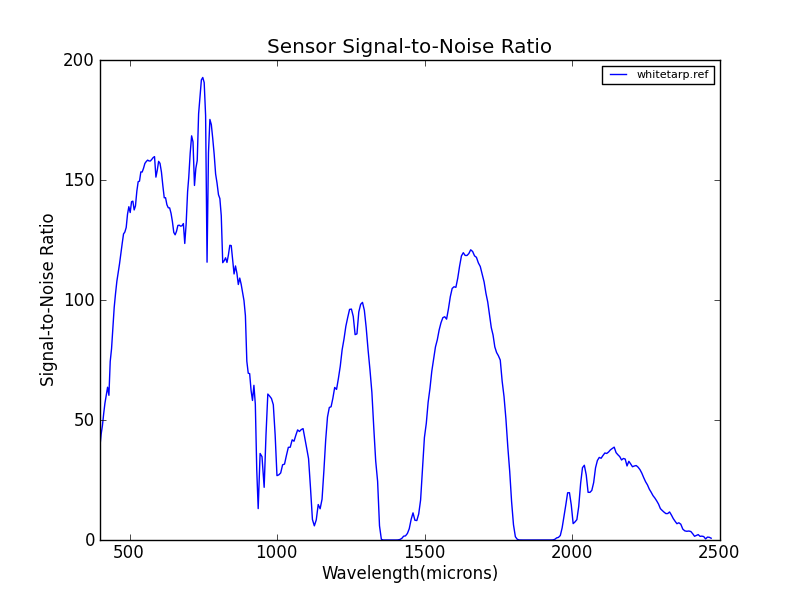 Sensor Signal-to-Noise Ratio
whitetarp.ref
200
150
100
50
0
Signal-to-Noise Ratio
500 1000 1500 2000 2500
Wavelength(microns)